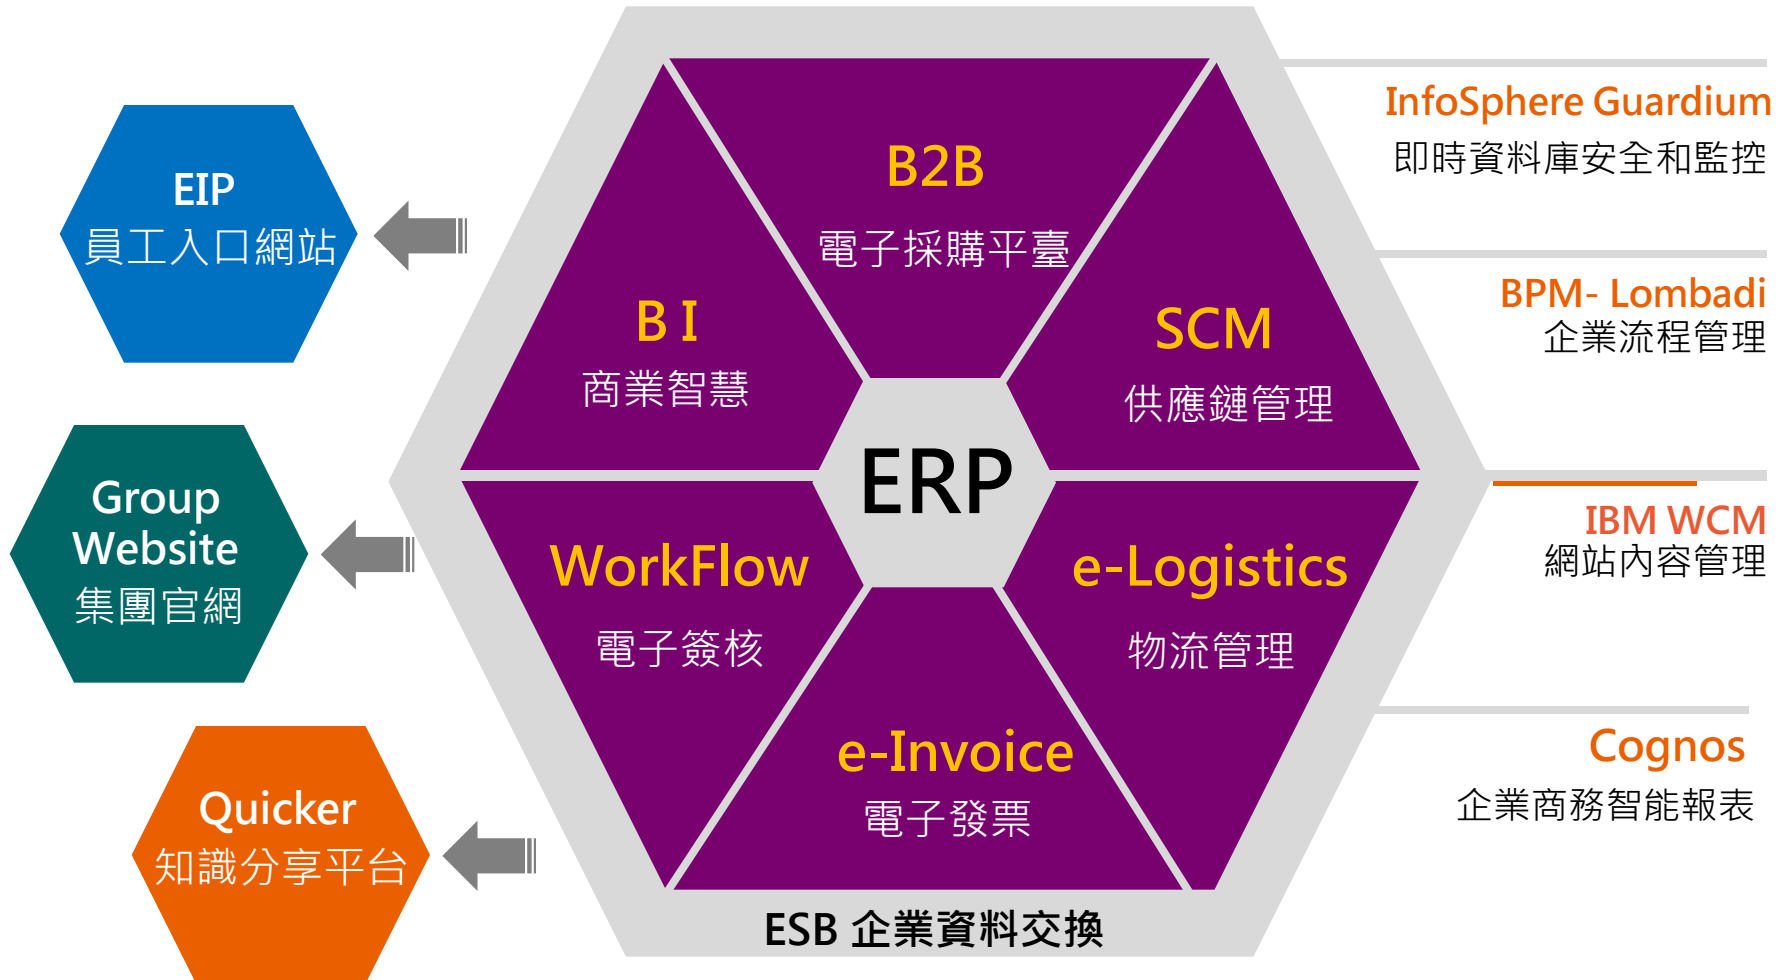 EIP
員工入口網站
Group
Website
集團官網
Quicker
知識分享平台
B2B
電子採購平臺
B I
商業智慧
SCM
供應鏈管理
ERP
WorkFlow
電子簽核
e-Logistics
物流管理
e-Invoice
電子發票
ESB 企業資料交換
InfoSphere Guardium
即時資料庫安全和監控
BPM- Lombadi
企業流程管理
IBM WCM
網站內容管理
Cognos
企業商務智能報表